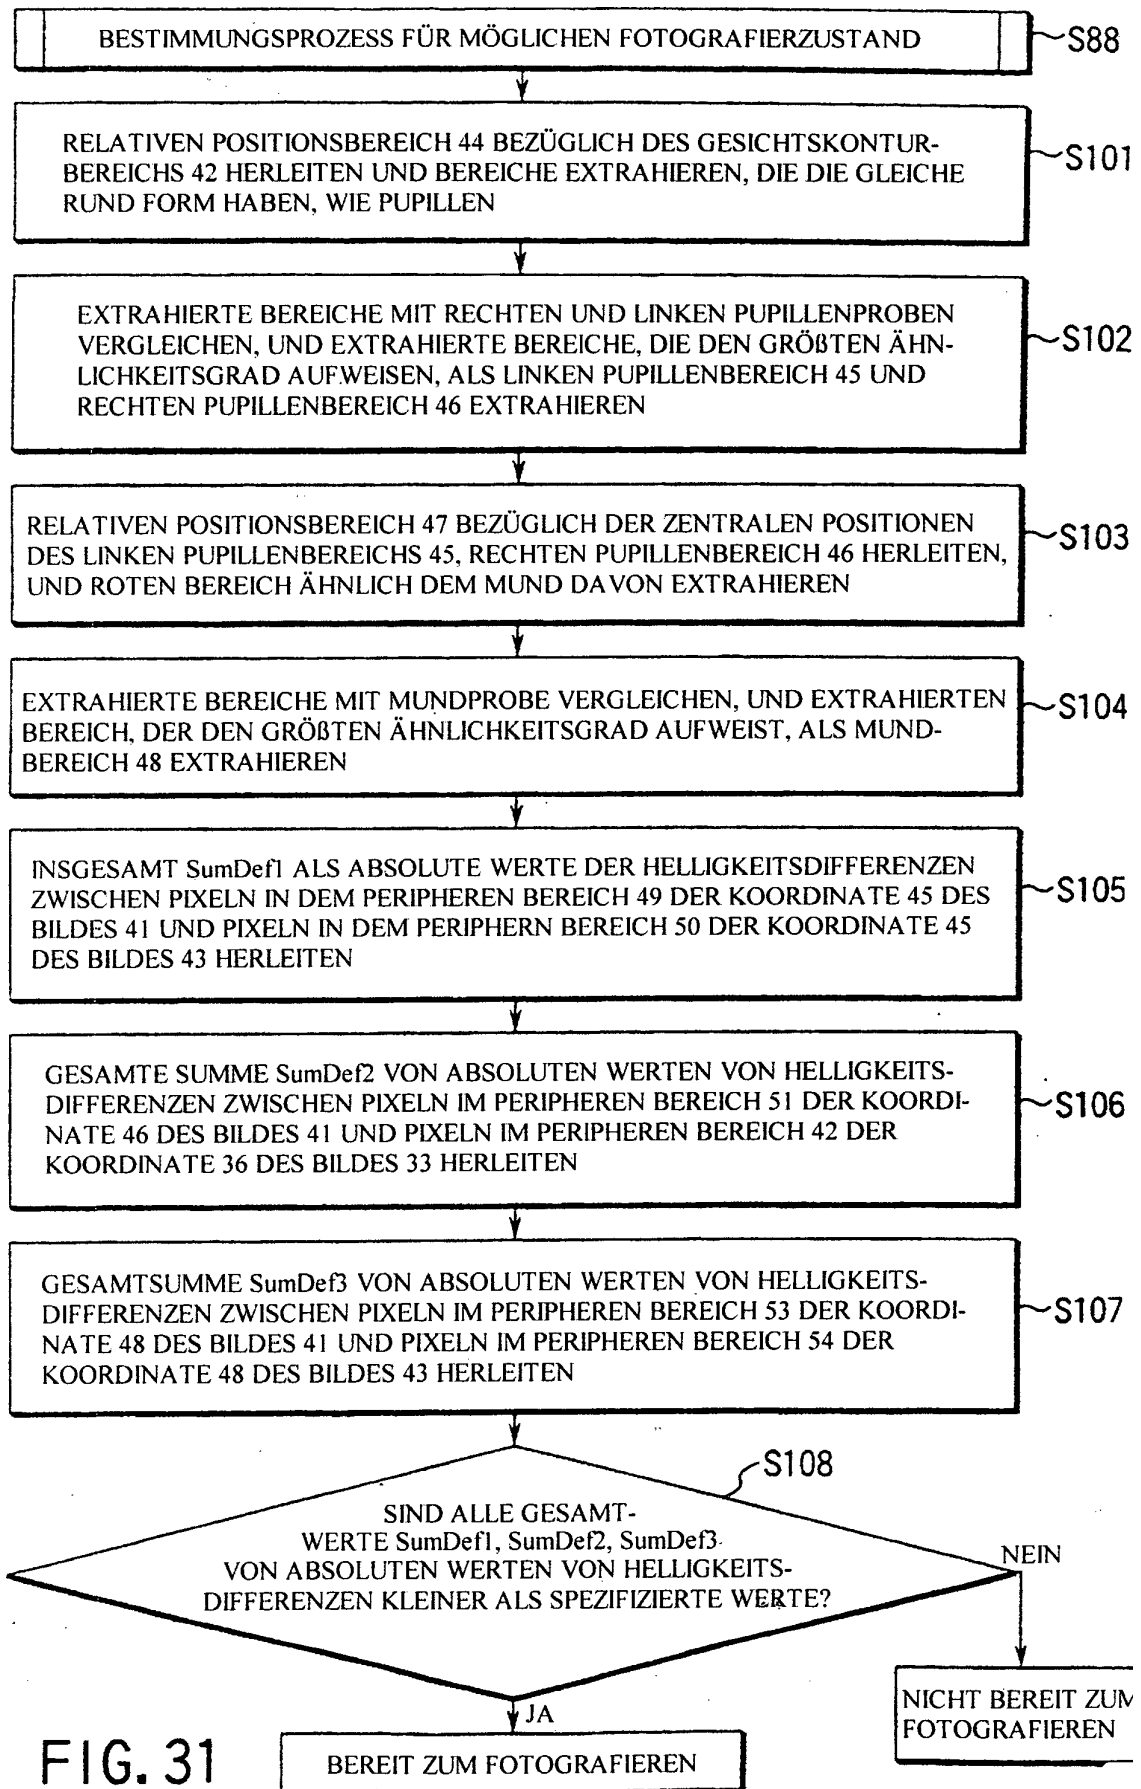 BESTIMMUNGSPROZESS FÜR MÖGLICHEN FOTOGRAFIERZUSTAND
S88
RELATIVEN POSITIONSBEREICH 44 BEZÜGLICH DES GESICHTSKONTUR-
BEREICHS 42 HERLEITEN UND BEREICHE EXTRAHIEREN, DIE DIE GLEICHE
RUND FORM HABEN, WIE PUPILLEN
S101
EXTRAHIERTE BEREICHE MIT RECHTEN UND LINKEN PUPILLENPROBEN
VERGLEICHEN, UND EXTRAHIERTE BEREICHE, DIE DEN GRÖßTEN ÄHN-
LICHKEITSGRAD AUFWEISEN, ALS LINKEN PUPILLENBEREICH 45 UND
RECHTEN PUPILLENBEREICH 46 EXTRAHIEREN
S102
RELATIVEN POSITIONSBEREICH 47 BEZÜGLICH DER ZENTRALEN POSITIONEN
DES LINKEN PUPILLENBEREICHS 45, RECHTEN PUPILLENBEREICH 46 HERLEITEN,
UND ROTEN BEREICH ÄHNLICH DEM MUND DAVON EXTRAHIEREN
S103
EXTRAHIERTE BEREICHE MIT MUNDPROBE VERGLEICHEN, UND EXTRAHIERTEN
BEREICH, DER DEN GRÖßTEN ÄHNLICHKEITSGRAD AUFWEIST, ALS MUND-
BEREICH 48 EXTRAHIEREN
S104
INSGESAMT SumDef1 ALS ABSOLUTE WERTE DER HELLIGKEITSDIFFERENZEN
ZWISCHEN PIXELN IN DEM PERIPHEREN BEREICH 49 DER KOORDINATE 45 DES
BILDES 41 UND PIXELN IN DEM PERIPHERN BEREICH 50 DER KOORDINATE 45
DES BILDES 43 HERLEITEN
S105
GESAMTE SUMME SumDef2 VON ABSOLUTEN WERTEN VON HELLIGKEITS-
DIFFERENZEN ZWISCHEN PIXELN IM PERIPHEREN BEREICH 51 DER KOORDI-
NATE 46 DES BILDES 41 UND PIXELN IM PERIPHEREN BEREICH 42 DER
KOORDINATE 36 DES BILDES 33 HERLEITEN
S106
GESAMTSUMME SumDef3 VON ABSOLUTEN WERTEN VON HELLIGKEITS-
DIFFERENZEN ZWISCHEN PIXELN IM PERIPHEREN BEREICH 53 DER KOORDI-
NATE 48 DES BILDES 41 UND PIXELN IM PERIPHEREN BEREICH 54 DER
KOORDINATE 48 DES BILDES 43 HERLEITEN
S107
S108
SIND ALLE GESAMT-
WERTE SumDef1, SumDef2, SumDef3
VON ABSOLUTEN WERTEN VON HELLIGKEITS-
DIFFERENZEN KLEINER ALS SPEZIFIZIERTE WERTE?
NEIN
NICHT BEREIT ZUM
FOTOGRAFIEREN
JA
BEREIT ZUM FOTOGRAFIEREN
FIG. 31